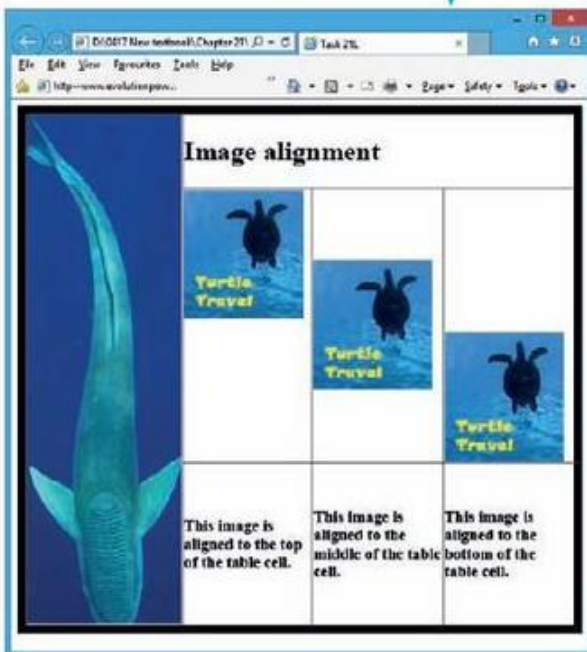 Task 21L
File Edit View Favourites Tools Help
Page Safety Tools
Image alignment
Turtle
Travel
Turtle
Travel
Turtle
Travel
This image is
aligned to the top
of the table cell.
This image is
aligned to the
middle of the table
cell.
This image is
aligned to the
bottom of the
table cell.